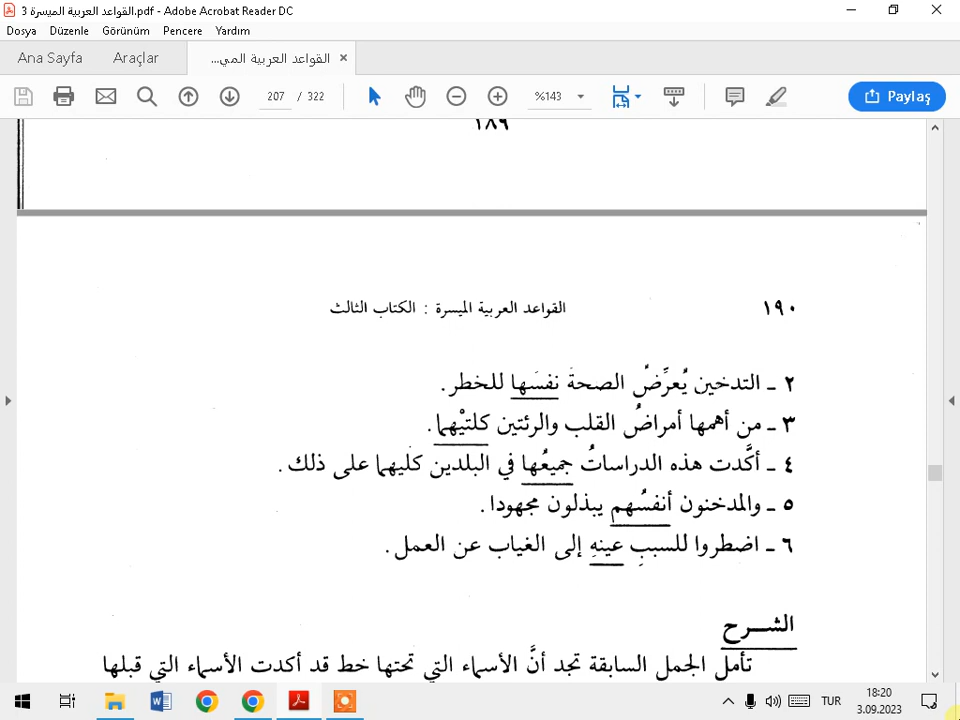 القواعد العربية الميسرة 3.pdf - Adobe Acrobat Reader DC
Dosya Düzenle Görünüm Pencere Yardım
Ana Sayfa Araçlar القواعد العربية المي...
207 / 322 %143 Paylaş
١٨٩
١٩٠ القواعد العربية الميسرة : الكتاب الثالث
٢ ـ التدخين يُعرِّضُ الصحةَ نفسَها للخطر .
٣ ـ من أهمها أمراضُ القلب والرئتين كلتيْهما .
٤ ـ أكَّدت هذه الدراساتُ جميعُها في البلدين كليهما على ذلك .
٥ ـ والمدخنون أنفسُهم يبذلون مجهودا .
٦ ـ اضطروا للسببِ عينهِ إلى الغياب عن العمل .
الشـــرح
تأمل الجمل السابقة تجد أنَّ الأسماء التي تحتها خط قد أكدت الأسماء التي قبلها
TUR 18:20
3.09.2023